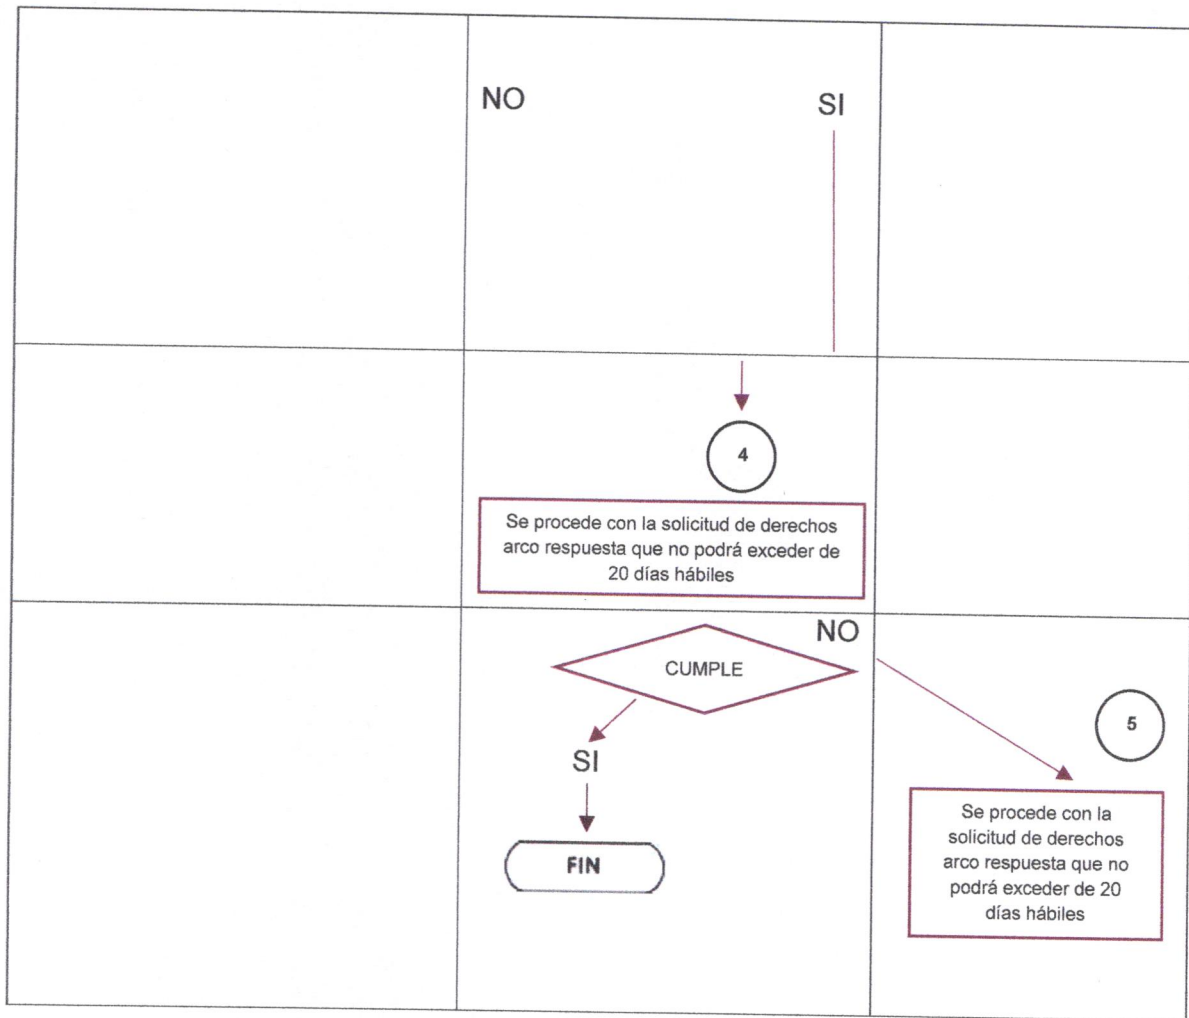 NO
SI
4
Se procede con la solicitud de derechos
arco respuesta que no podrá exceder de
20 días hábiles
NO
CUMPLE
SI
5
FIN
Se procede con la
solicitud de derechos
arco respuesta que no
podrá exceder de 20
días hábiles